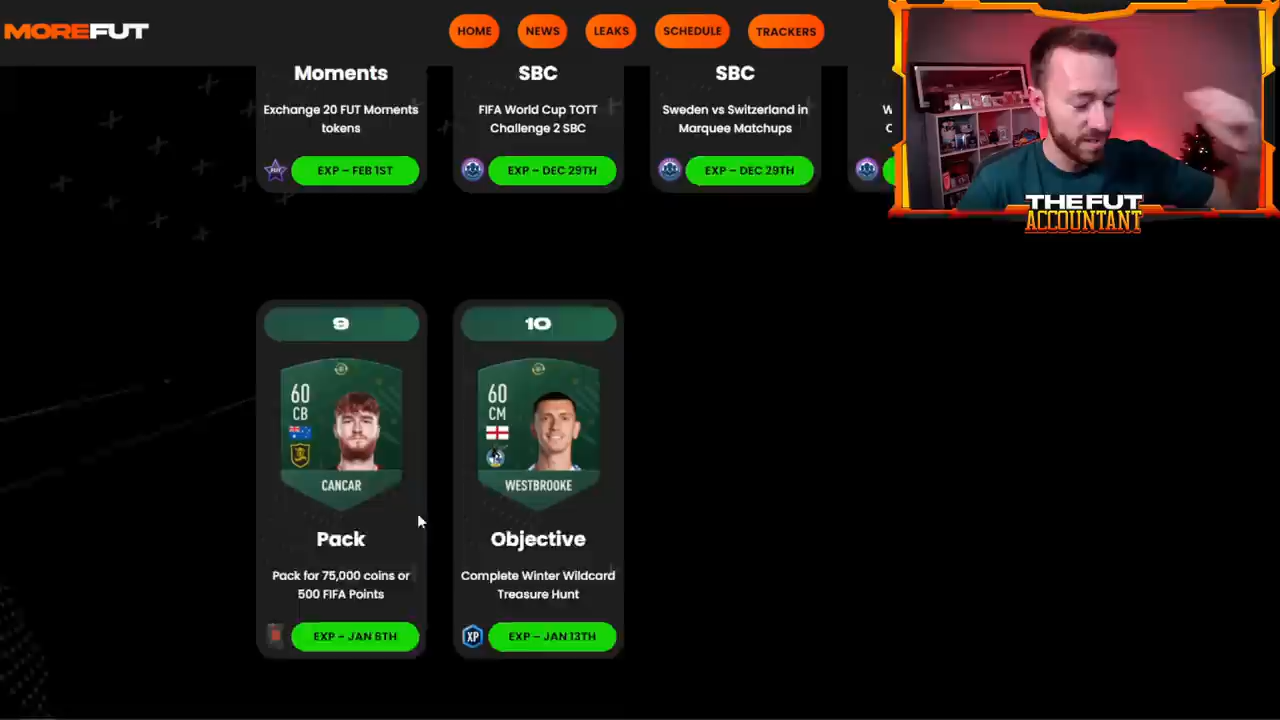 MOREFUT
HOME
NEWS
LEAKS
SCHEDULE
TRACKERS
Moments
Exchange 20 FUT Moments
tokens
EXP – FEB 1ST
SBC
FIFA World Cup TOTT
Challenge 2 SBC
EXP – DEC 29TH
SBC
Sweden vs Switzerland in
Marquee Matchups
EXP – DEC 29TH
THE FUT
ACCOUNTANT
9
60
CB
CANCAR
Pack
Pack for 75,000 coins or
500 FIFA Points
EXP – JAN 6TH
10
60
CM
WESTBROOKE
Objective
Complete Winter Wildcard
Treasure Hunt
XP
EXP – JAN 13TH